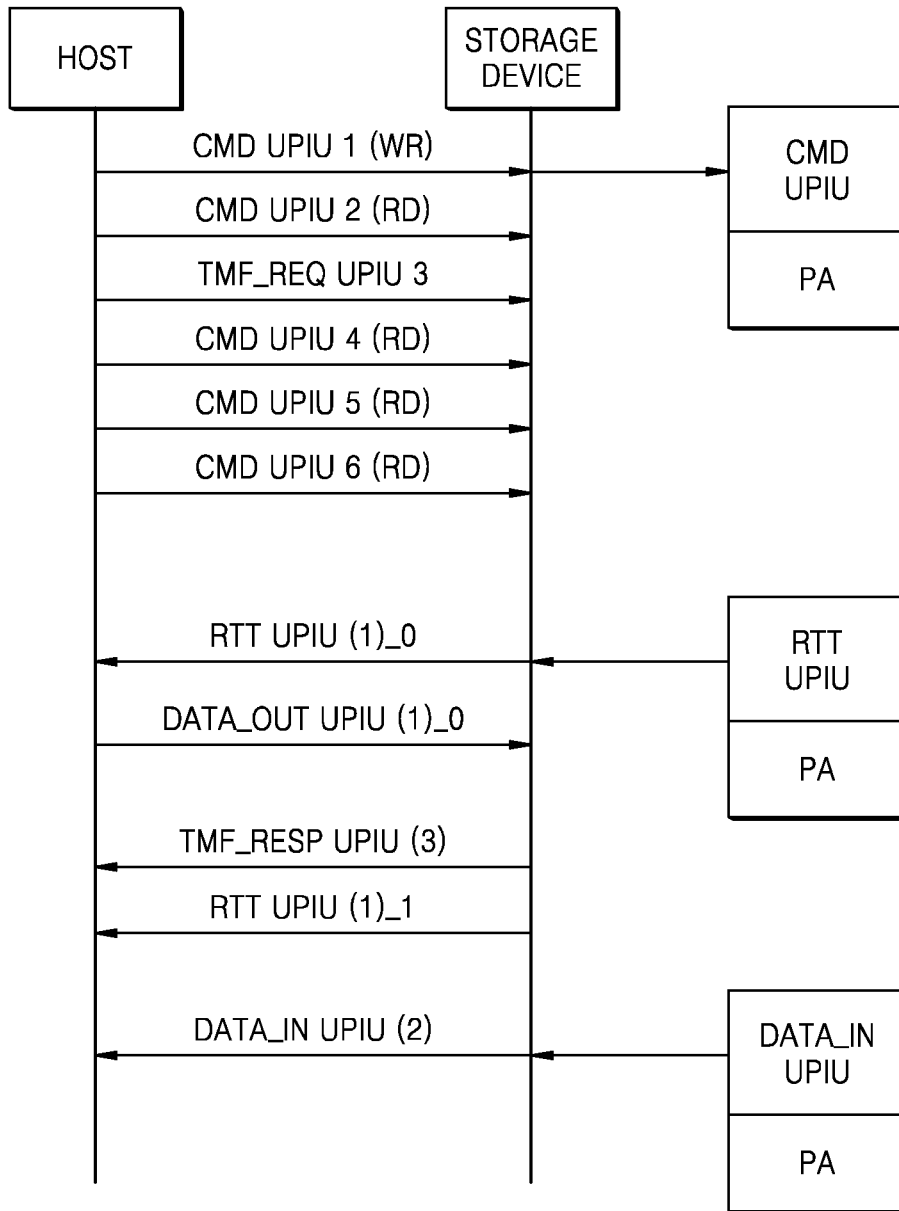 HOST
STORAGE
DEVICE
CMD UPIU 1 (WR)
CMD
UPIU
PA
CMD UPIU 2 (RD)
TMF_REQ UPIU 3
CMD UPIU 4 (RD)
CMD UPIU 5 (RD)
CMD UPIU 6 (RD)
RTT UPIU (1)_0
RTT
UPIU
PA
DATA_OUT UPIU (1)_0
TMF_RESP UPIU (3)
RTT UPIU (1)_1
DATA_IN UPIU (2)
DATA_IN
UPIU
PA